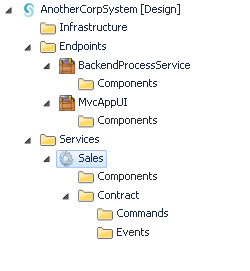 AnotherCorpSystem [Design]
Infrastructure
Endpoints
BackendProcessService
Components
MvcAppUI
Components
Services
Sales
Components
Contract
Commands
Events